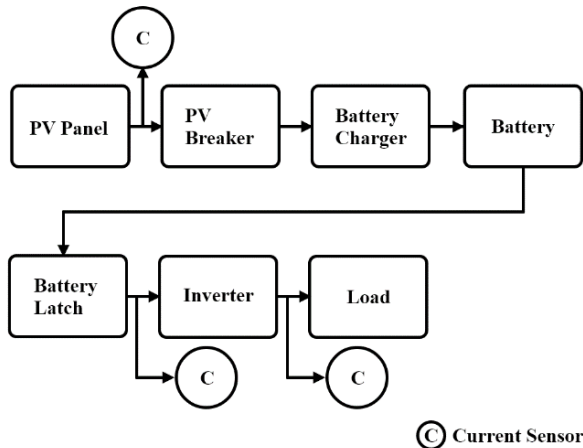 C
PV Panel
PV
Breaker
Battery
Charger
Battery
Battery
Latch
Inverter
Load
C
C
C Current Sensor